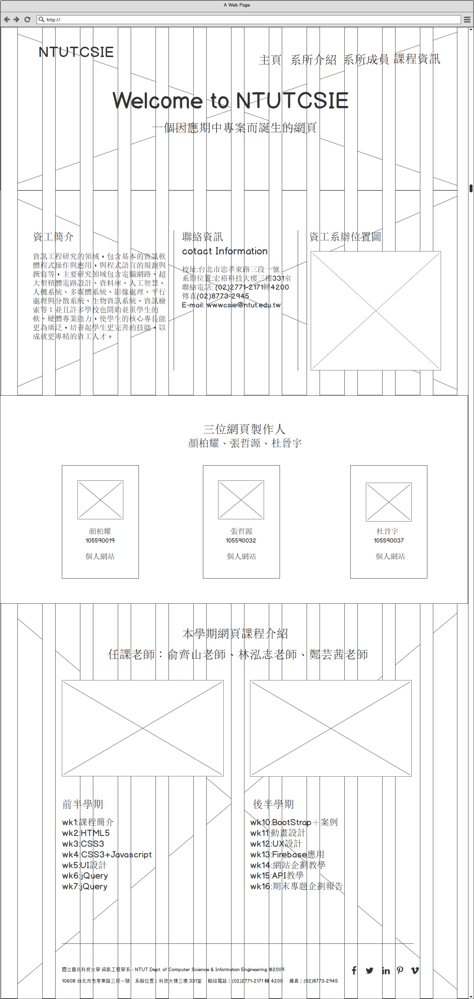 A Web Page
http://
NTUTCSIE
主頁 系所介紹 系所成員 課程資訊
Welcome to NTUTCSIE
一個因應期中專案而誕生的網頁
資工簡介
資訊工程研究的領域，包含基本的資訊軟
體程式操作與應用，與程式語言的規劃與
撰寫等，主要研究領域包含電腦網路、超
大型積體電路設計、資料庫、人工智慧、
人機系統、多媒體系統、影像處理、平行
處理與分散系統、生物資訊系統、資訊檢
索等；並且許多學校也開始並重學生的
軟、硬體專業能力，使學生的核心專長能
更為廣泛，培養起學生更完善的技能，以
成就更專精的資工人才。
聯絡資訊
cotact Information
校址:台北市忠孝東路三段一號
系辦位置:宏裕科技大樓三樓331室
聯絡電話: (02)2771-2171轉4200
傳真(02)8773-2945
E-mail: wwwcsie@ntut.edu.tw
資工系辦位置圖
三位網頁製作人
顏柏耀、張哲源、杜晉宇
顏柏耀
105590019
個人網站
張哲源
105590032
個人網站
杜晉宇
105590037
個人網站
本學期網頁課程介紹
任課老師：俞齊山老師、林泓志老師、鄭芸茜老師
前半學期
wk1:課程簡介
wk2:HTML5
wk3:CSS3
wk4:CSS3+Javascript
wk5:UI設計
wk6:jQuery
wk7:jQuery
後半學期
wk10:BootStrap＋案例
wk11:動畫設計
wk12:UX設計
wk13:Firebase應用
wk14:網站企劃教學
wk15:API教學
wk16:期末專題企劃報告
國立臺北科技大學‧資訊工程學系 - NTUT Dept. of Computer Science & Information Engineering ©2009
10608 台北市忠孝東路三段一號 系辦位置：科技大樓三樓 331室 聯絡電話：(02)2771-2171 轉 4200 傳真：(02)8773-2945